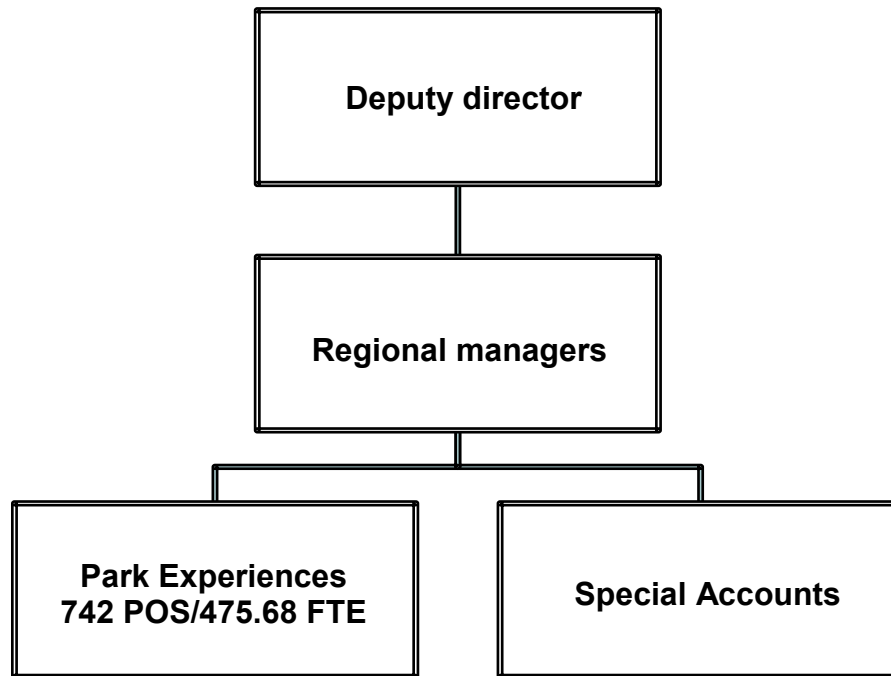 Deputy director
Regional managers
Park Experiences
742 POS/475.68 FTE
Special Accounts